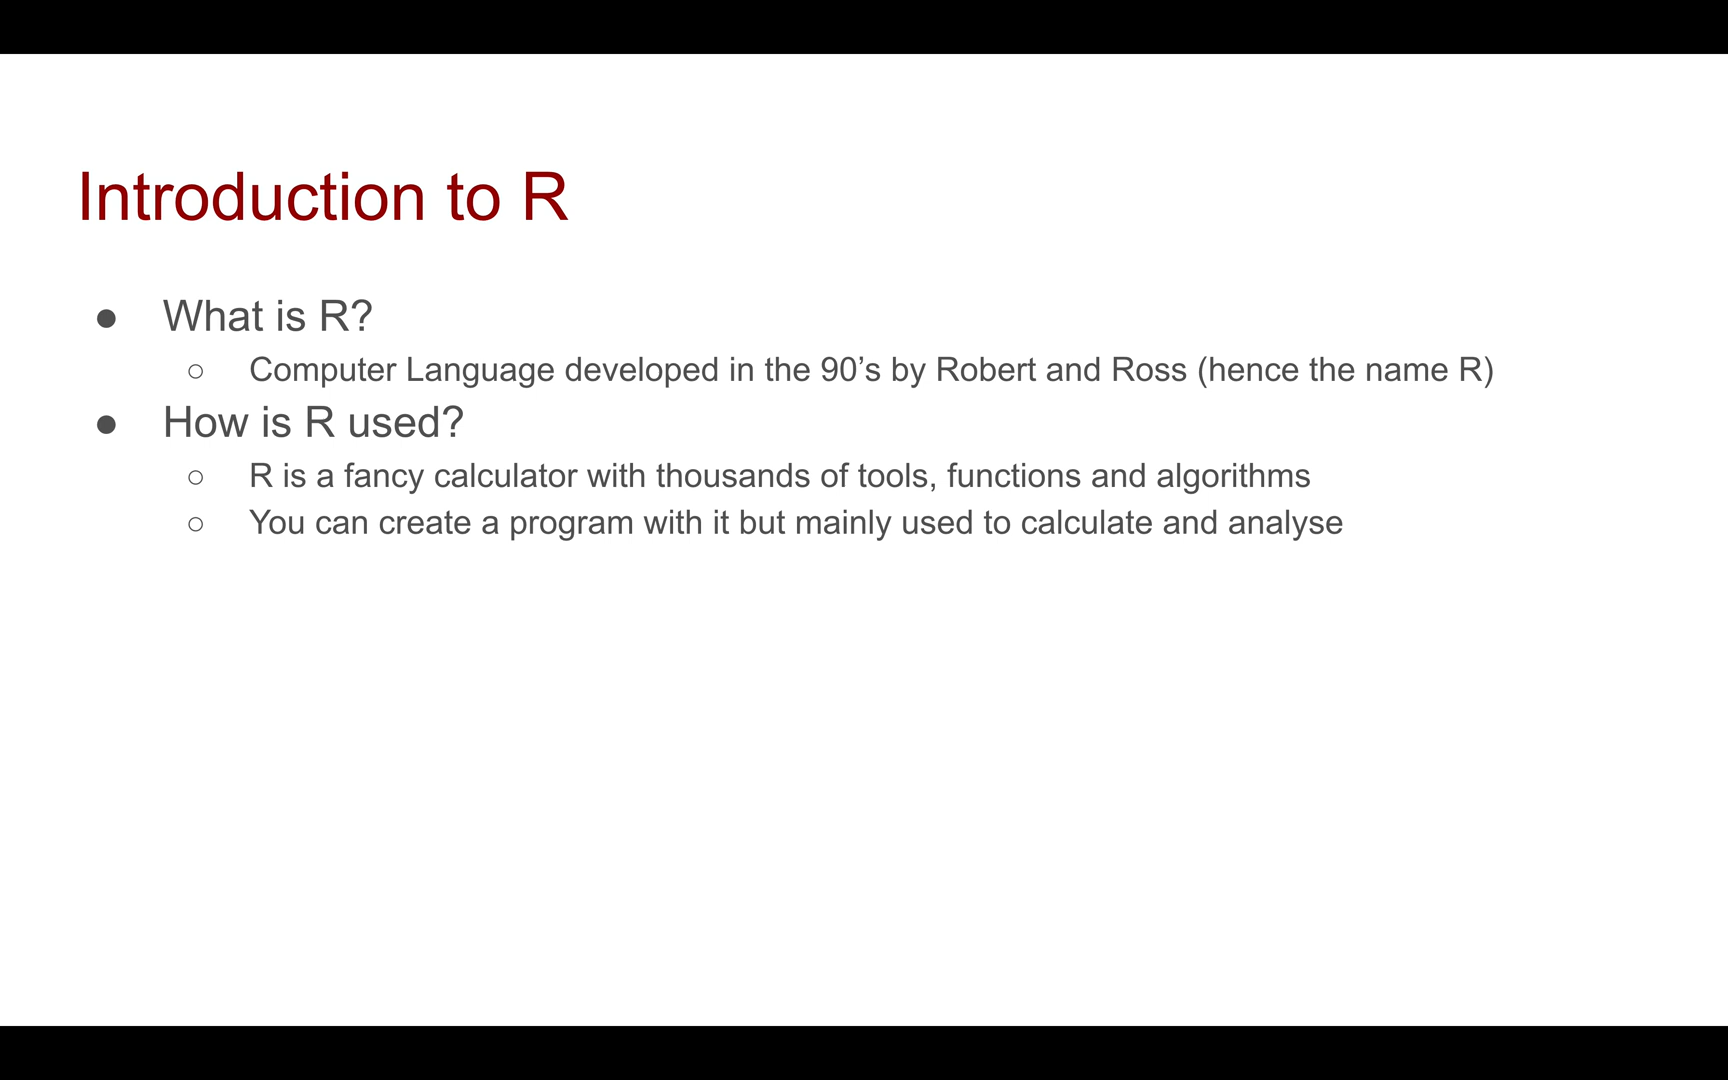 Introduction to R
● What is R?
○ Computer Language developed in the 90’s by Robert and Ross (hence the name R)
● How is R used?
○ R is a fancy calculator with thousands of tools, functions and algorithms
○ You can create a program with it but mainly used to calculate and analyse